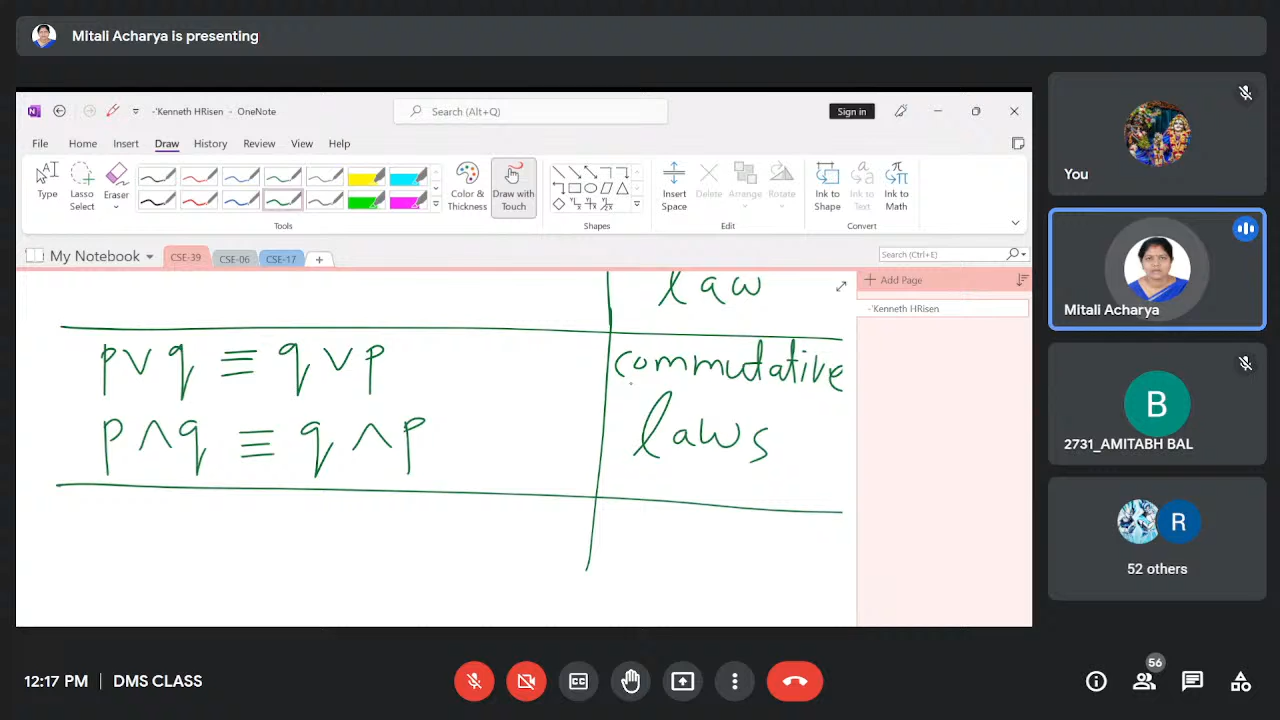 Mitali Acharya is presenting
-'Kenneth HRisen - OneNote
Search (Alt+Q)
Sign in
File Home Insert Draw History Review View Help
Type
Lasso Select
Eraser
Color & Thickness
Draw with Touch
Insert Space
Delete
Arrange
Rotate
Ink to Shape
Ink to Text
Ink to Math
Tools
Shapes
Edit
Convert
My Notebook
CSE-39
CSE-06
CSE-17
Search (Ctrl+E)
Add Page
-'Kenneth HRisen
law
p∨q ≡ q∨p
commutative
p∧q ≡ q∧p
laws
You
Mitali Acharya
B
2731_AMITABH BAL
R
52 others
12:17 PM | DMS CLASS
CC
56